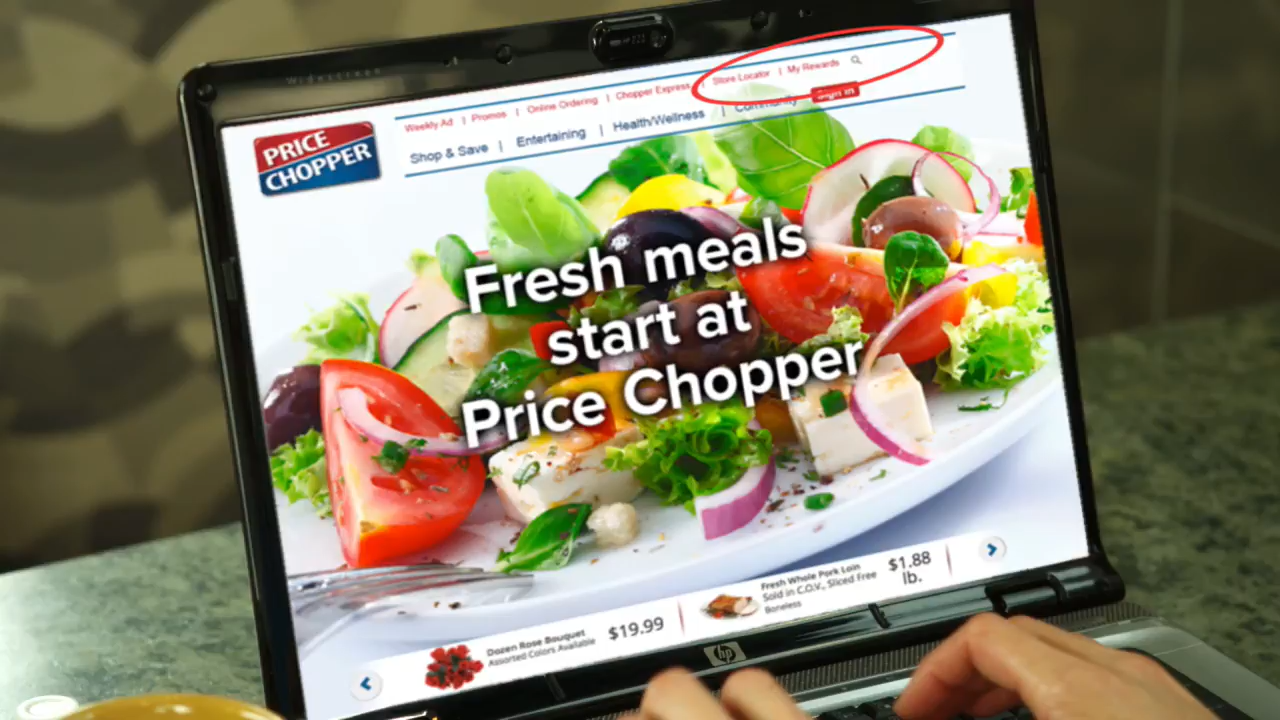 Widescreen
Weekly Ad | Promos | Online Ordering | Chopper Express | Store Locator | My Rewards
Shop & Save | Entertaining | Health/Wellness | Community Sign In
PRICE
CHOPPER
Fresh meals
start at
Price Chopper
Dozen Rose Bouquet
Assorted Colors Available
$19.99
Fresh Whole Pork Loin
Sold in C.O.V., Sliced Free
Boneless
$1.88
lb.
hp